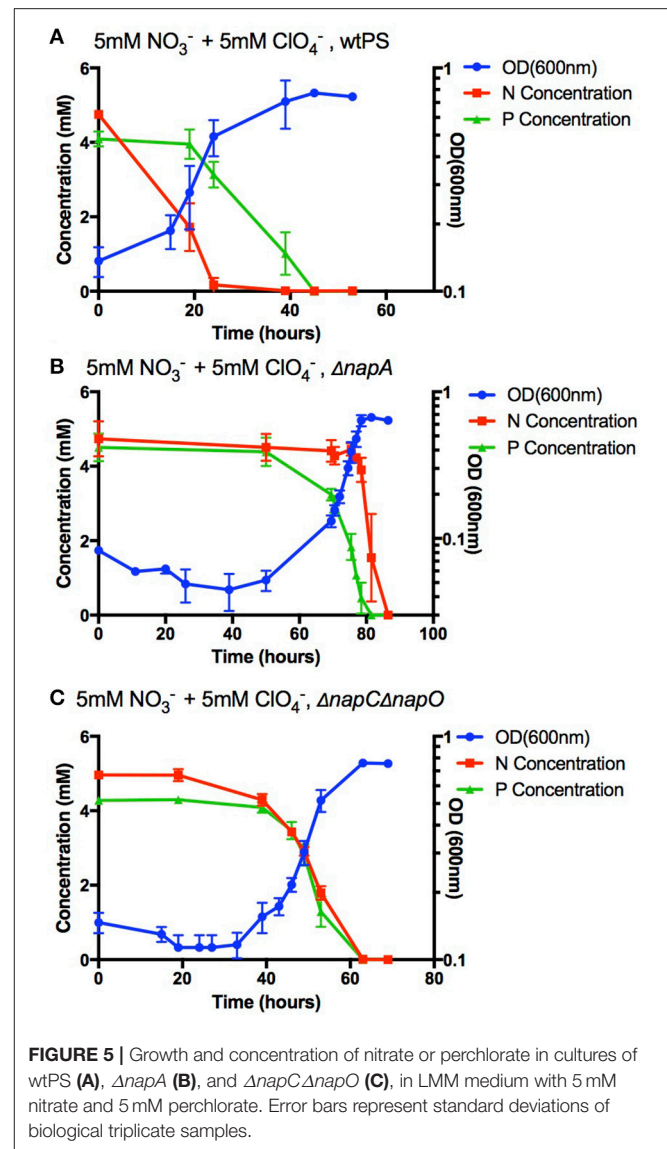 A 5mM NO₃⁻ + 5mM ClO₄⁻, wtPS
OD(600nm)
N Concentration
P Concentration
Concentration (mM)
6
4
2
0
1
0.1
OD(600nm)
0 20 40 60
Time (hours)
B 5mM NO₃⁻ + 5mM ClO₄⁻, ΔnapA
OD(600nm)
N Concentration
P Concentration
Concentration (mM)
6
4
2
0
1
0.1
OD (600nm)
0 20 40 60 80 100
Time (hours)
C 5mM NO₃⁻ + 5mM ClO₄⁻, ΔnapCΔnapO
OD(600nm)
N Concentration
P Concentration
Concentration (mM)
6
4
2
0
1
0.1
OD (600nm)
0 20 40 60 80
Time (hours)
FIGURE 5 | Growth and concentration of nitrate or perchlorate in cultures of
wtPS (A), ΔnapA (B), and ΔnapCΔnapO (C), in LMM medium with 5 mM
nitrate and 5 mM perchlorate. Error bars represent standard deviations of
biological triplicate samples.